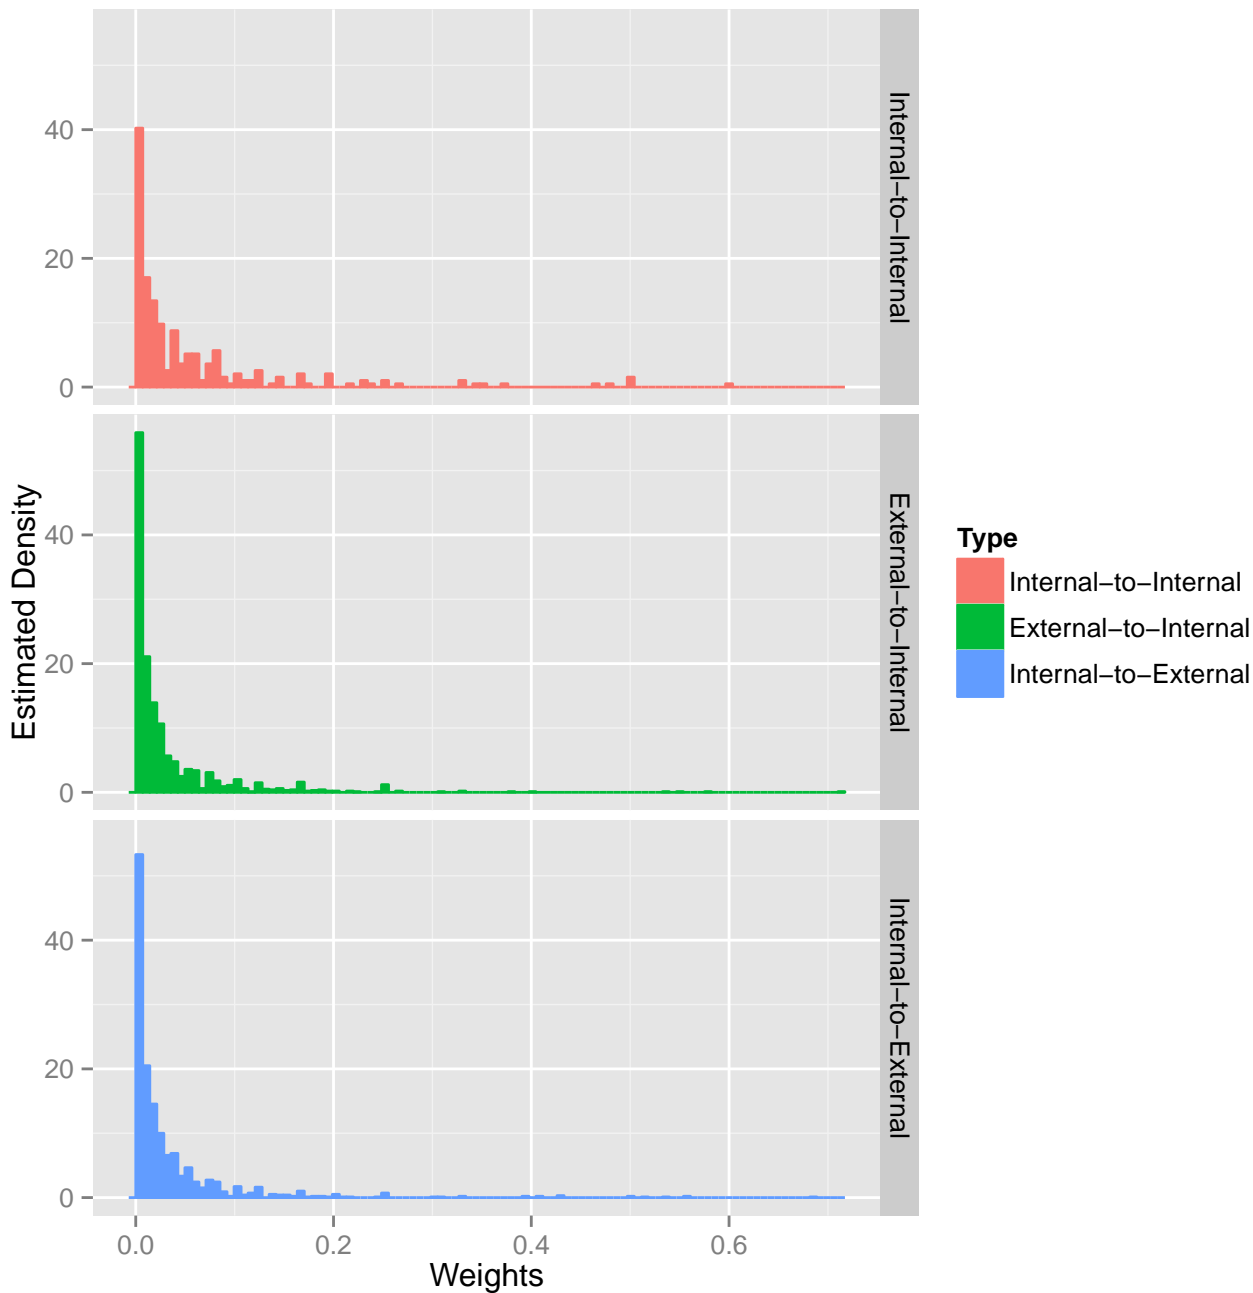 Estimated Density
40
20
0
Internal−to−Internal
40
20
0
External−to−Internal
40
20
0
Internal−to−External
0.0
0.2
0.4
0.6
Weights
Type
Internal−to−Internal
External−to−Internal
Internal−to−External